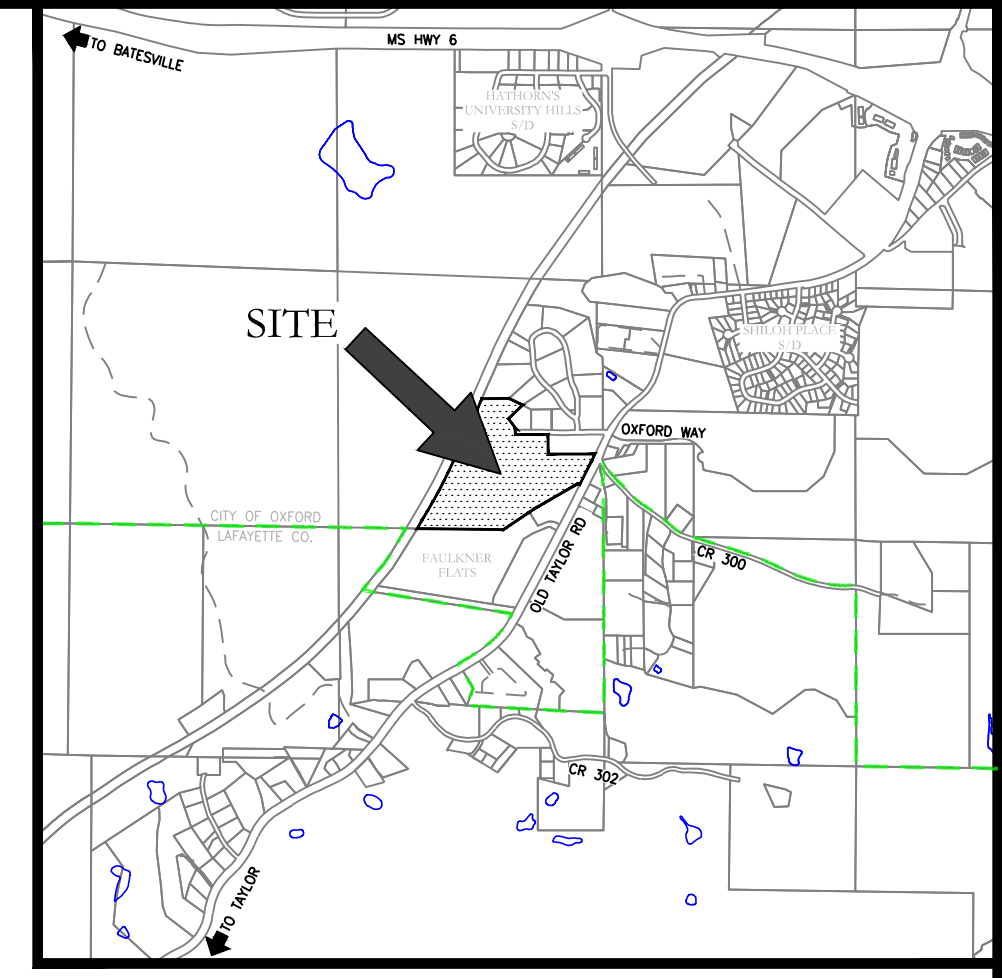 MS HWY 6
TO BATESVILLE
HATHORN'S
UNIVERSITY HILLS
S/D
SITE
SHILOH PLACE
S/D
OXFORD WAY
CITY OF OXFORD
LAFAYETTE CO.
FAULKNER
FLATS
OLD TAYLOR RD
CR 300
CR 302
TO TAYLOR